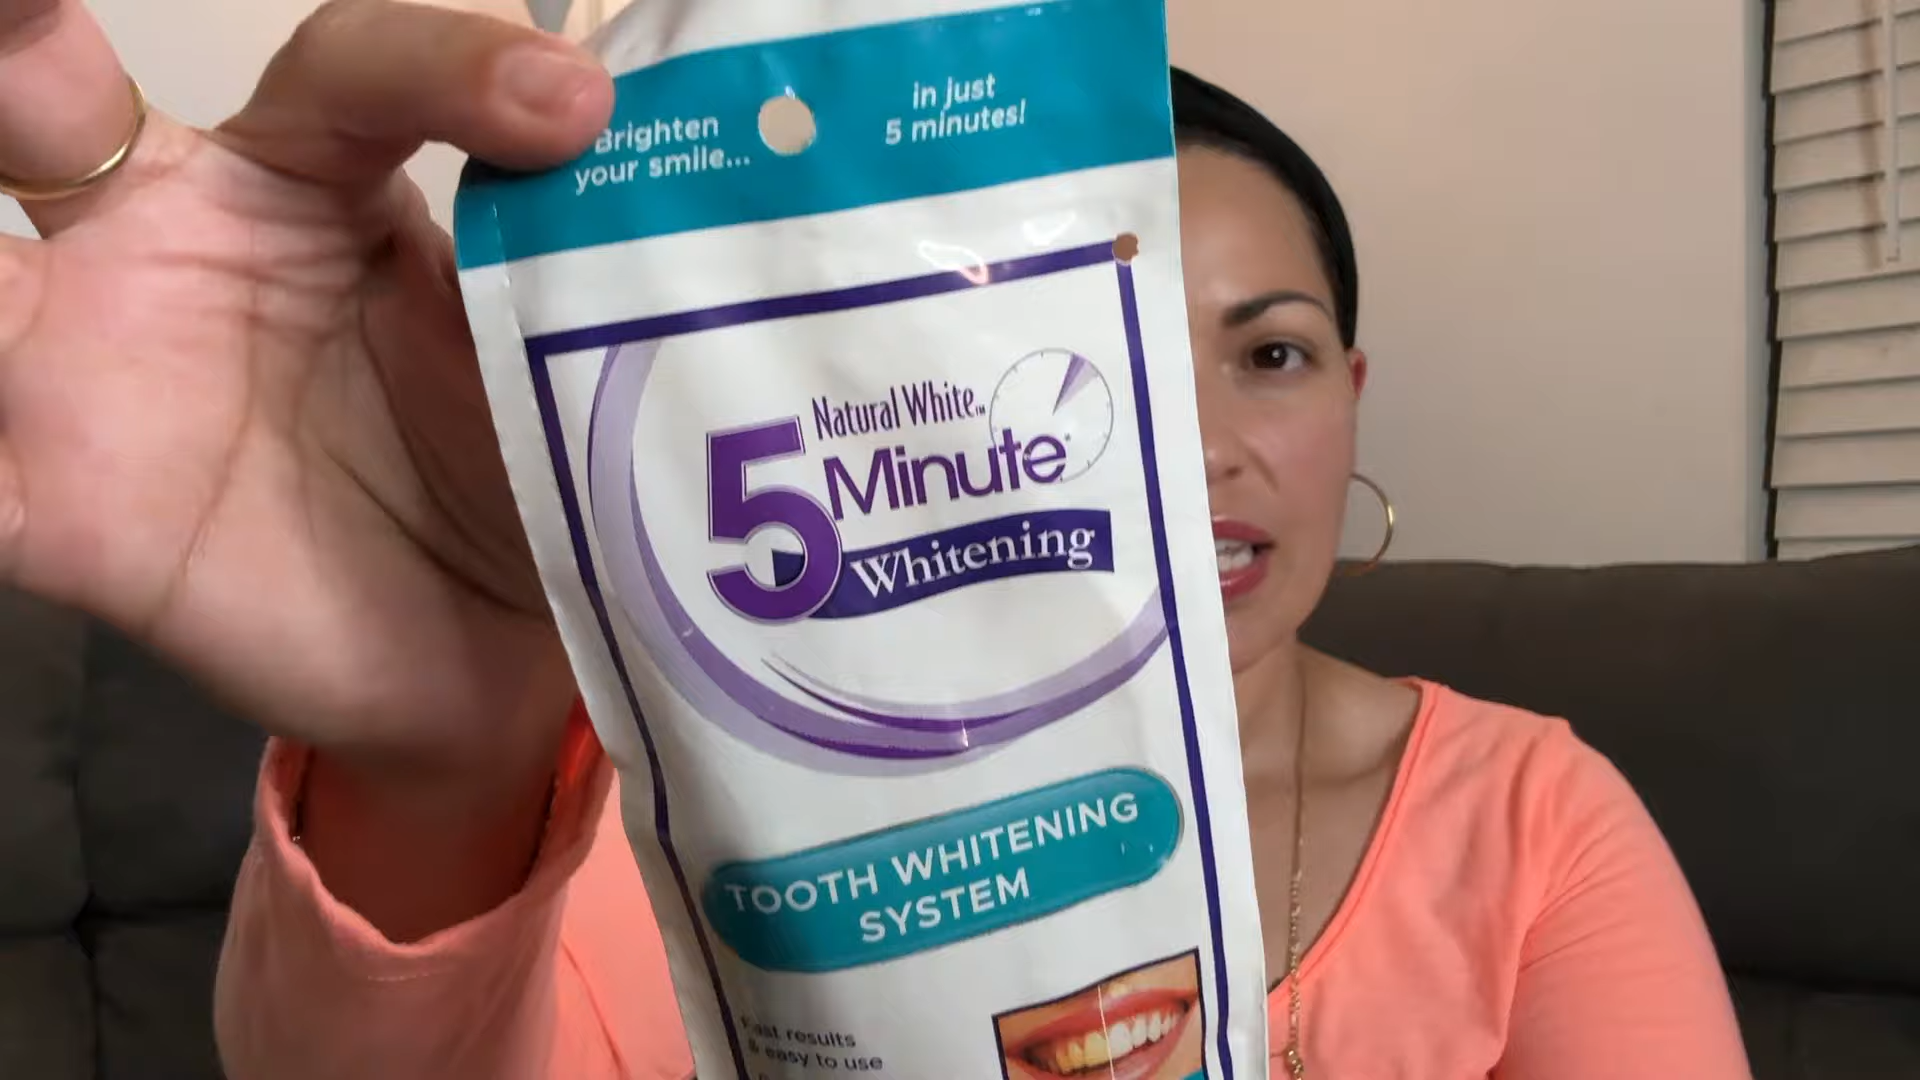 Brighten
your smile...
in just
5 minutes!
Natural White™
5 Minute
Whitening
TOOTH WHITENING
SYSTEM
Fast results
& easy to use